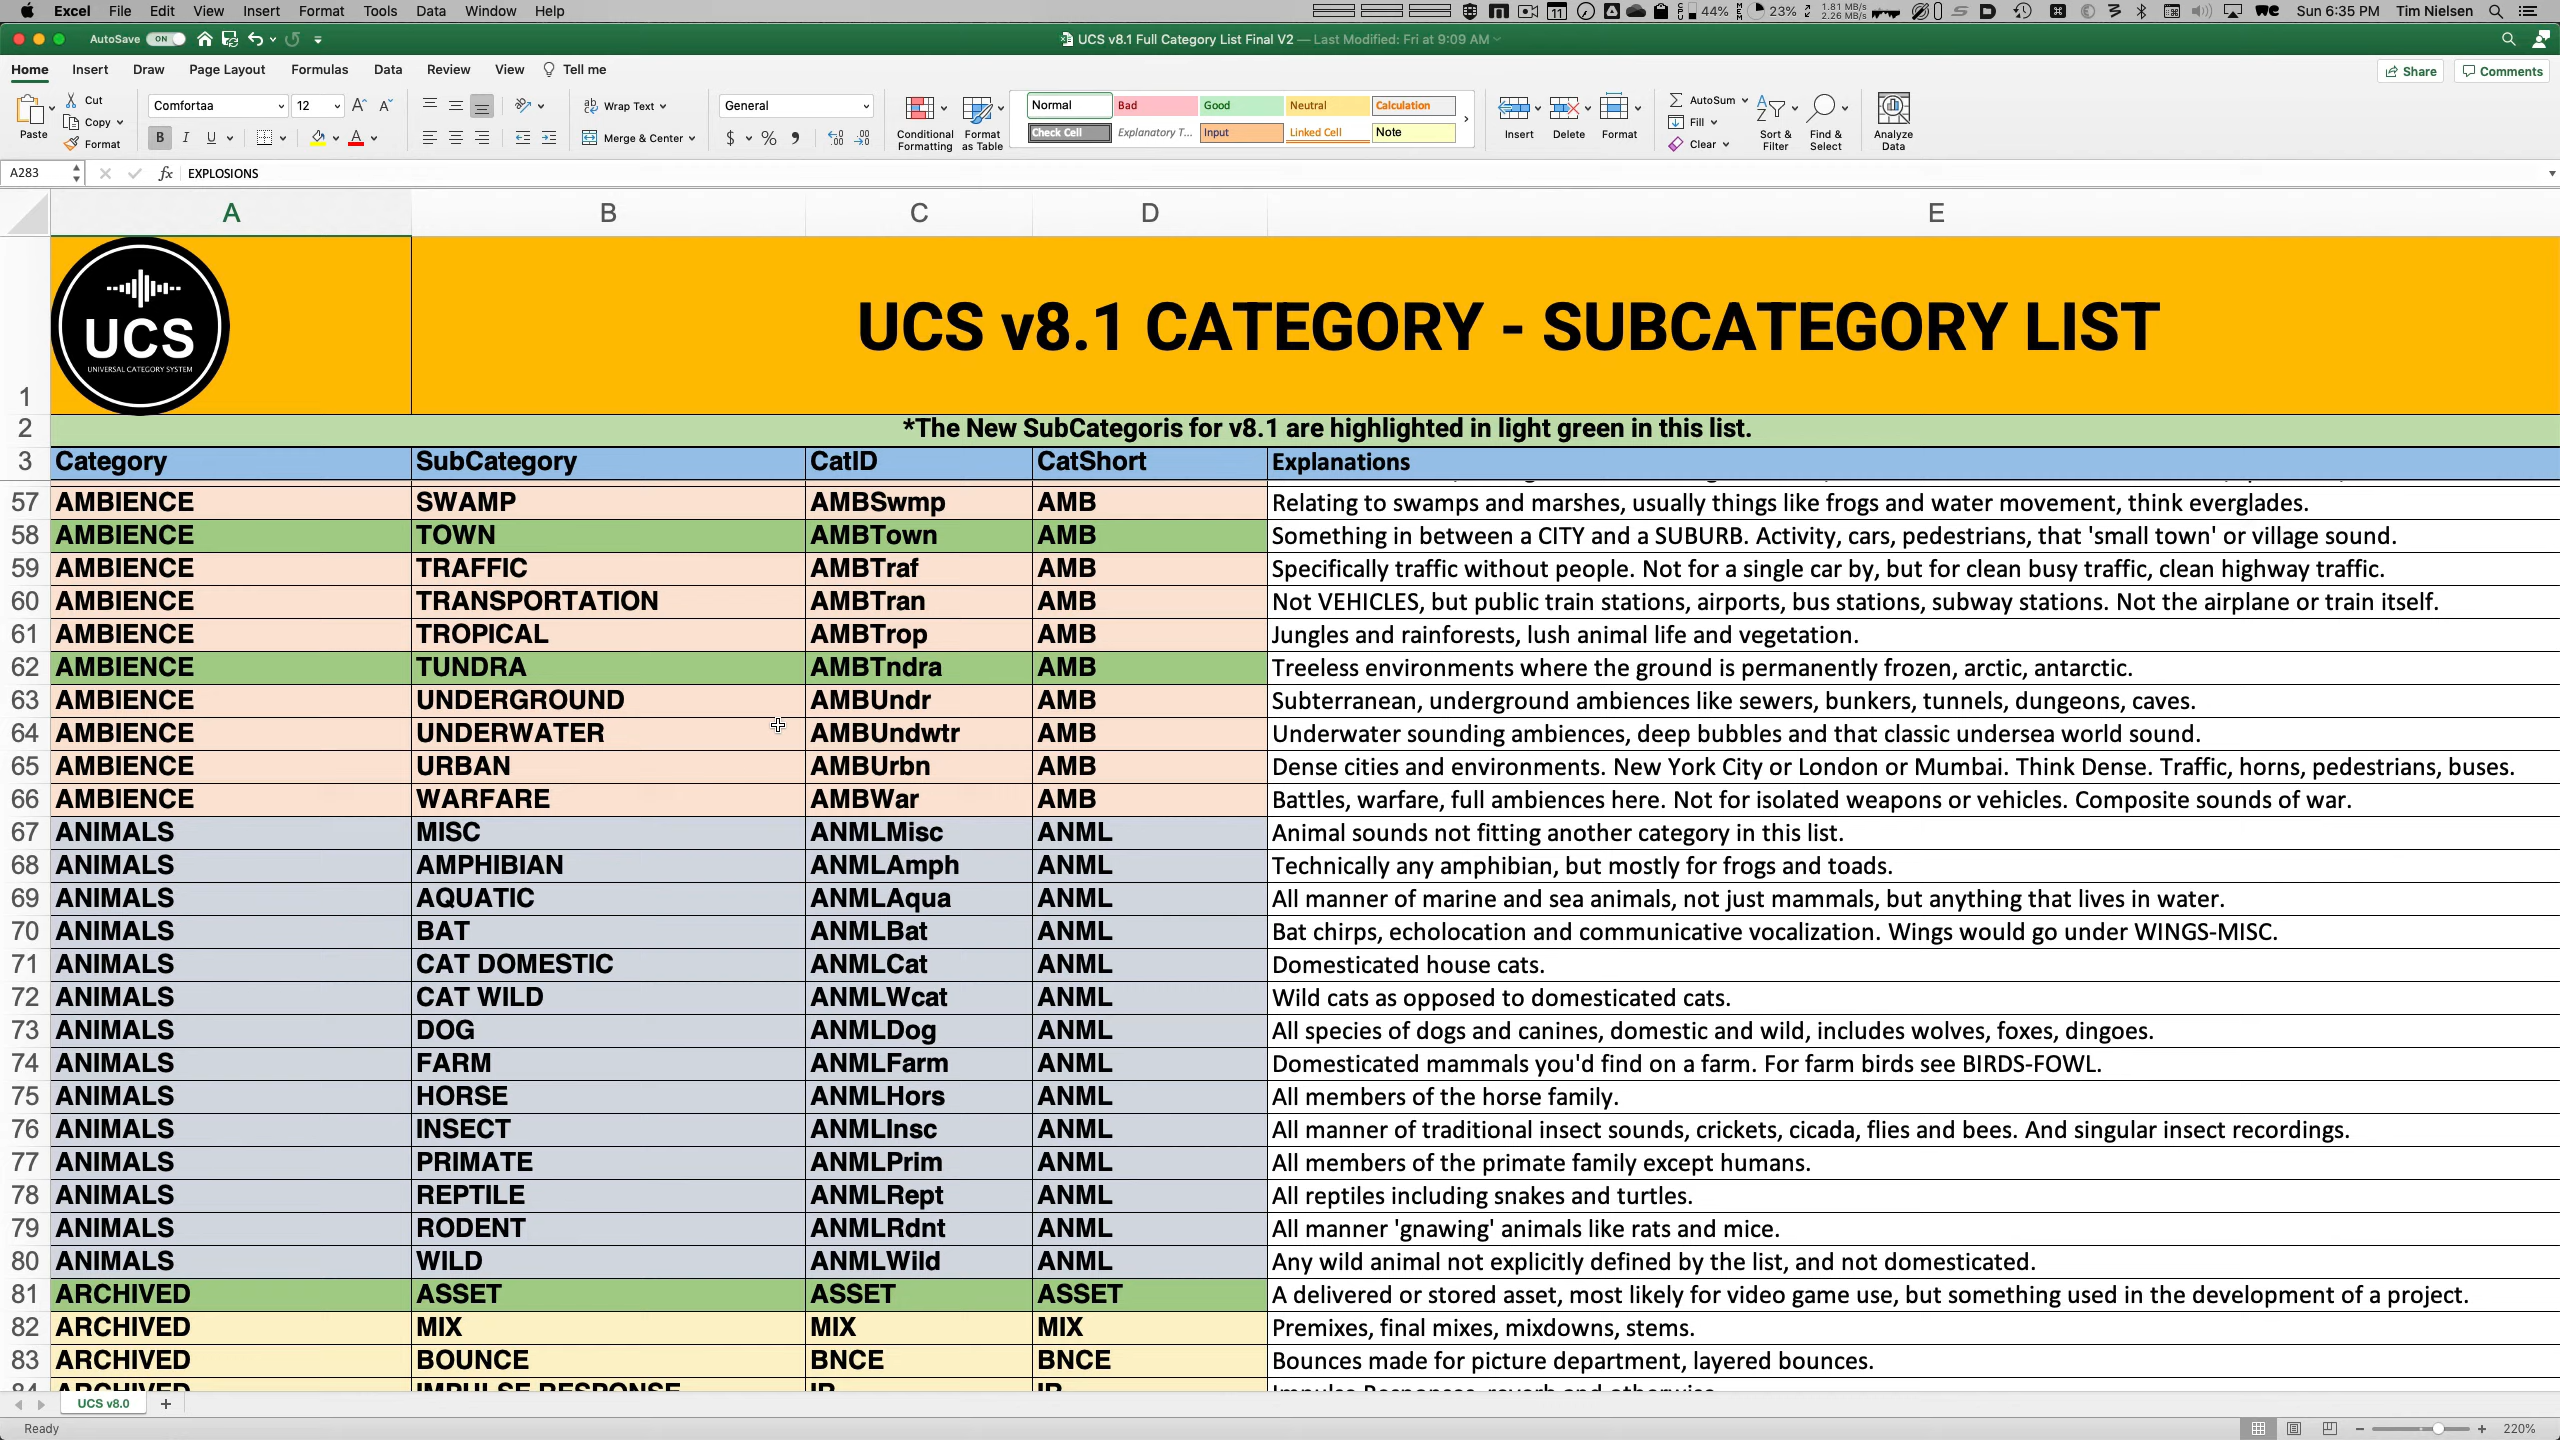 Excel File Edit View Insert Format Tools Data Window Help 44% 23% 1.81 MB/s 2.26 MB/s Sun 6:35 PM Tim Nielsen
AutoSave ON UCS v8.1 Full Category List Final V2 — Last Modified: Fri at 9:09 AM
Home Insert Draw Page Layout Formulas Data Review View Tell me Share Comments
Paste Cut Copy Format
Comfortaa 12 B I U A
Wrap Text Merge & Center
General $ %
Conditional Formatting Format as Table
Normal Bad Good Neutral Calculation
Check Cell Explanatory T... Input Linked Cell Note
Insert Delete Format
AutoSum Fill Clear
Sort & Filter Find & Select Analyze Data
A283 fx EXPLOSIONS
A B C D E
UCS
UNIVERSAL CATEGORY SYSTEM
1 UCS v8.1 CATEGORY - SUBCATEGORY LIST
2 *The New SubCategoris for v8.1 are highlighted in light green in this list.
3 Category SubCategory CatID CatShort Explanations
57 AMBIENCE SWAMP AMBSwmp AMB Relating to swamps and marshes, usually things like frogs and water movement, think everglades.
58 AMBIENCE TOWN AMBTown AMB Something in between a CITY and a SUBURB. Activity, cars, pedestrians, that 'small town' or village sound.
59 AMBIENCE TRAFFIC AMBTraf AMB Specifically traffic without people. Not for a single car by, but for clean busy traffic, clean highway traffic.
60 AMBIENCE TRANSPORTATION AMBTran AMB Not VEHICLES, but public train stations, airports, bus stations, subway stations. Not the airplane or train itself.
61 AMBIENCE TROPICAL AMBTrop AMB Jungles and rainforests, lush animal life and vegetation.
62 AMBIENCE TUNDRA AMBTndra AMB Treeless environments where the ground is permanently frozen, arctic, antarctic.
63 AMBIENCE UNDERGROUND AMBUndr AMB Subterranean, underground ambiences like sewers, bunkers, tunnels, dungeons, caves.
64 AMBIENCE UNDERWATER AMBUndwtr AMB Underwater sounding ambiences, deep bubbles and that classic undersea world sound.
65 AMBIENCE URBAN AMBUrbn AMB Dense cities and environments. New York City or London or Mumbai. Think Dense. Traffic, horns, pedestrians, buses.
66 AMBIENCE WARFARE AMBWar AMB Battles, warfare, full ambiences here. Not for isolated weapons or vehicles. Composite sounds of war.
67 ANIMALS MISC ANMLMisc ANML Animal sounds not fitting another category in this list.
68 ANIMALS AMPHIBIAN ANMLAmph ANML Technically any amphibian, but mostly for frogs and toads.
69 ANIMALS AQUATIC ANMLAqua ANML All manner of marine and sea animals, not just mammals, but anything that lives in water.
70 ANIMALS BAT ANMLBat ANML Bat chirps, echolocation and communicative vocalization. Wings would go under WINGS-MISC.
71 ANIMALS CAT DOMESTIC ANMLCat ANML Domesticated house cats.
72 ANIMALS CAT WILD ANMLWcat ANML Wild cats as opposed to domesticated cats.
73 ANIMALS DOG ANMLDog ANML All species of dogs and canines, domestic and wild, includes wolves, foxes, dingoes.
74 ANIMALS FARM ANMLFarm ANML Domesticated mammals you'd find on a farm. For farm birds see BIRDS-FOWL.
75 ANIMALS HORSE ANMLHors ANML All members of the horse family.
76 ANIMALS INSECT ANMLInsc ANML All manner of traditional insect sounds, crickets, cicada, flies and bees. And singular insect recordings.
77 ANIMALS PRIMATE ANMLPrim ANML All members of the primate family except humans.
78 ANIMALS REPTILE ANMLRept ANML All reptiles including snakes and turtles.
79 ANIMALS RODENT ANMLRdnt ANML All manner 'gnawing' animals like rats and mice.
80 ANIMALS WILD ANMLWild ANML Any wild animal not explicitly defined by the list, and not domesticated.
81 ARCHIVED ASSET ASSET ASSET A delivered or stored asset, most likely for video game use, but something used in the development of a project.
82 ARCHIVED MIX MIX MIX Premixes, final mixes, mixdowns, stems.
83 ARCHIVED BOUNCE BNCE BNCE Bounces made for picture department, layered bounces.
84 ARCHIVED IMPULSE RESPONSE IR IR
UCS v8.0
Ready 220%